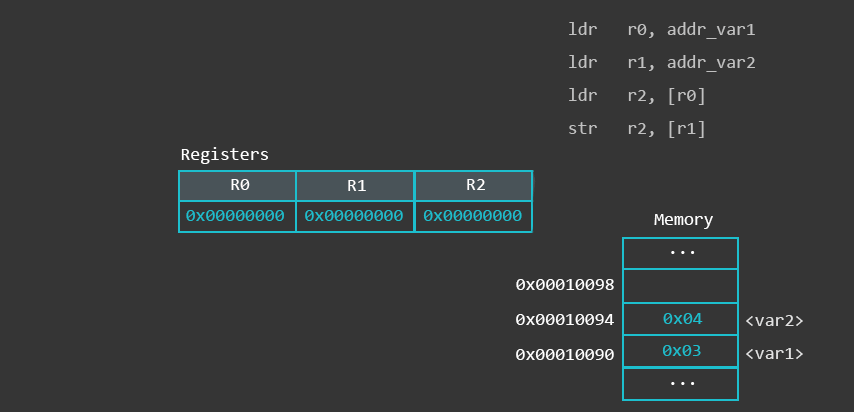 ldr r0, addr_var1
ldr r1, addr_var2
ldr r2, [r0]
str r2, [r1]
Registers
R0 R1 R2
0x00000000 0x00000000 0x00000000
Memory
...
0x00010098
0x00010094 0x04 <var2>
0x00010090 0x03 <var1>
...